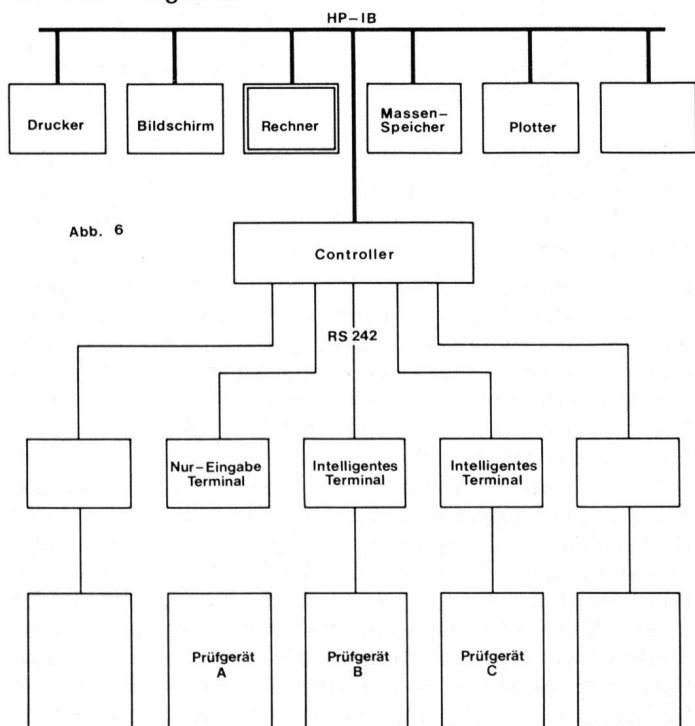 HP-IB
Drucker
Bildschirm
Rechner
Massen-
Speicher
Plotter
Abb. 6
Controller
RS 242
Nur-Eingabe
Terminal
Intelligentes
Terminal
Intelligentes
Terminal
Prüfgerät
A
Prüfgerät
B
Prüfgerät
C